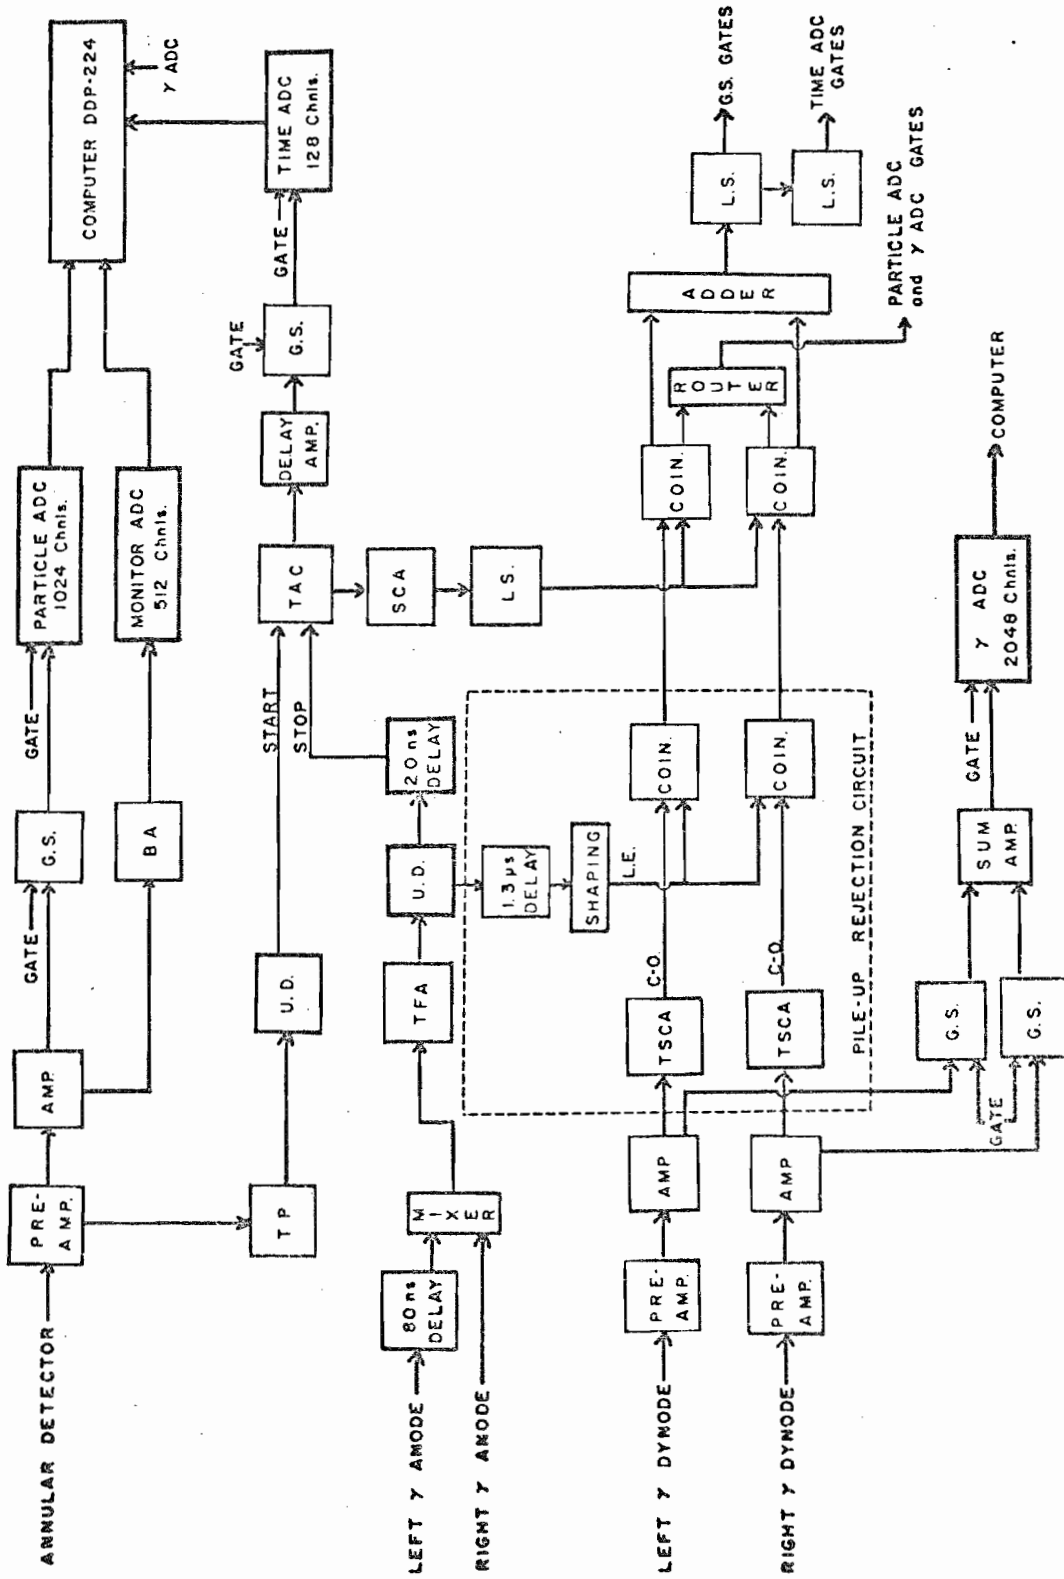 ANNULAR DETECTOR
PRE-
AMP.
AMP.
GATE
G.S.
GATE
PARTICLE ADC
1024 Chnls.
COMPUTER DDP-224
γ ADC
BA
MONITOR ADC
512 Chnls.
TP
U.D.
START
STOP
TAC
DELAY
AMP.
GATE
G.S.
GATE
TIME ADC
128 Chnls.
SCA
L.S.
LEFT γ ANODE
80 ns
DELAY
RIGHT γ ANODE
MIXER
TFA
U.D.
20 ns
DELAY
1.3 μs
DELAY
SHAPING
L.E.
LEFT γ DYNODE
PRE-
AMP.
AMP
TSCA
C-O.
COIN.
COIN.
RIGHT γ DYNODE
PRE-
AMP.
AMP
TSCA
C-O.
COIN.
COIN.
PILE-UP REJECTION CIRCUIT
ROUTER
ADDER
L.S.
G.S. GATES
L.S.
TIME ADC
GATES
PARTICLE ADC
and γ ADC GATES
GATE
G.S.
G.S.
SUM
AMP.
GATE
γ ADC
2048 Chnls.
COMPUTER